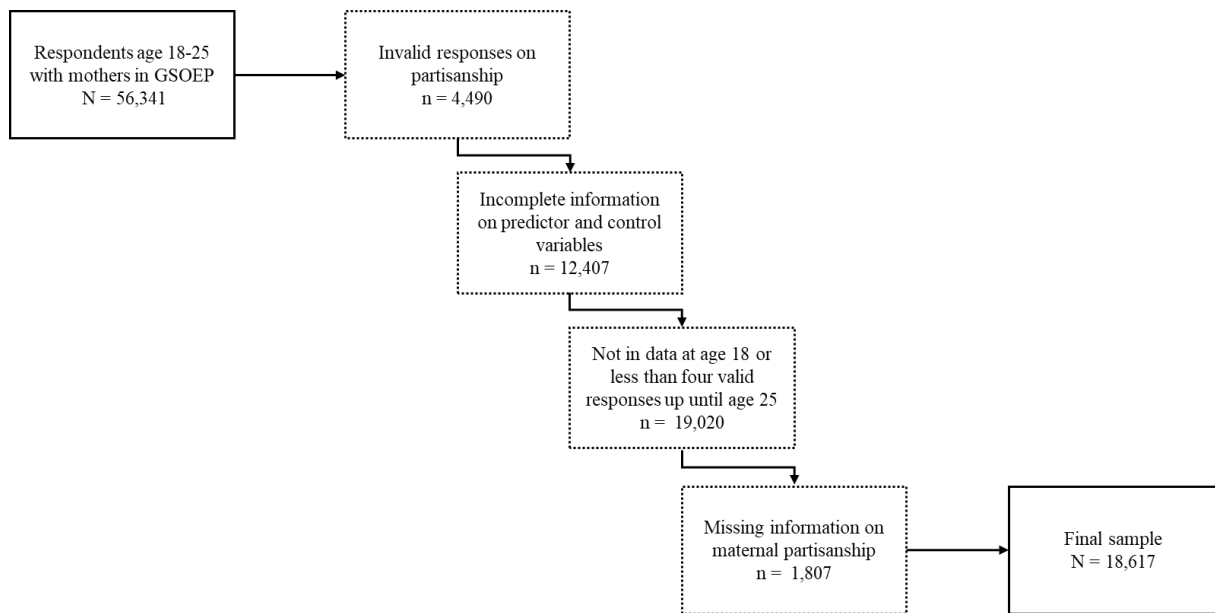 Respondents age 18-25
with mothers in GSOEP
N = 56,341
Invalid responses on
partisanship
n = 4,490
Incomplete information
on predictor and control
variables
n = 12,407
Not in data at age 18 or
less than four valid
responses up until age 25
n =  19,020
Missing information on
maternal partisanship
n =  1,807
Final sample
N = 18,617